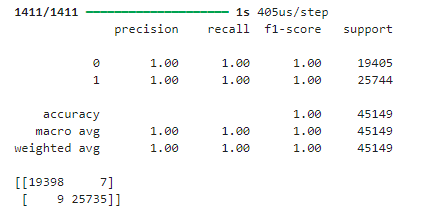 1411/1411 ━━━━━━━━━━━━━━━━━━━━ 1s 405us/step
              precision    recall  f1-score   support

           0       1.00      1.00      1.00     19405
           1       1.00      1.00      1.00     25744

    accuracy                           1.00     45149
   macro avg       1.00      1.00      1.00     45149
weighted avg       1.00      1.00      1.00     45149

[[19398     7]
 [    9 25735]]